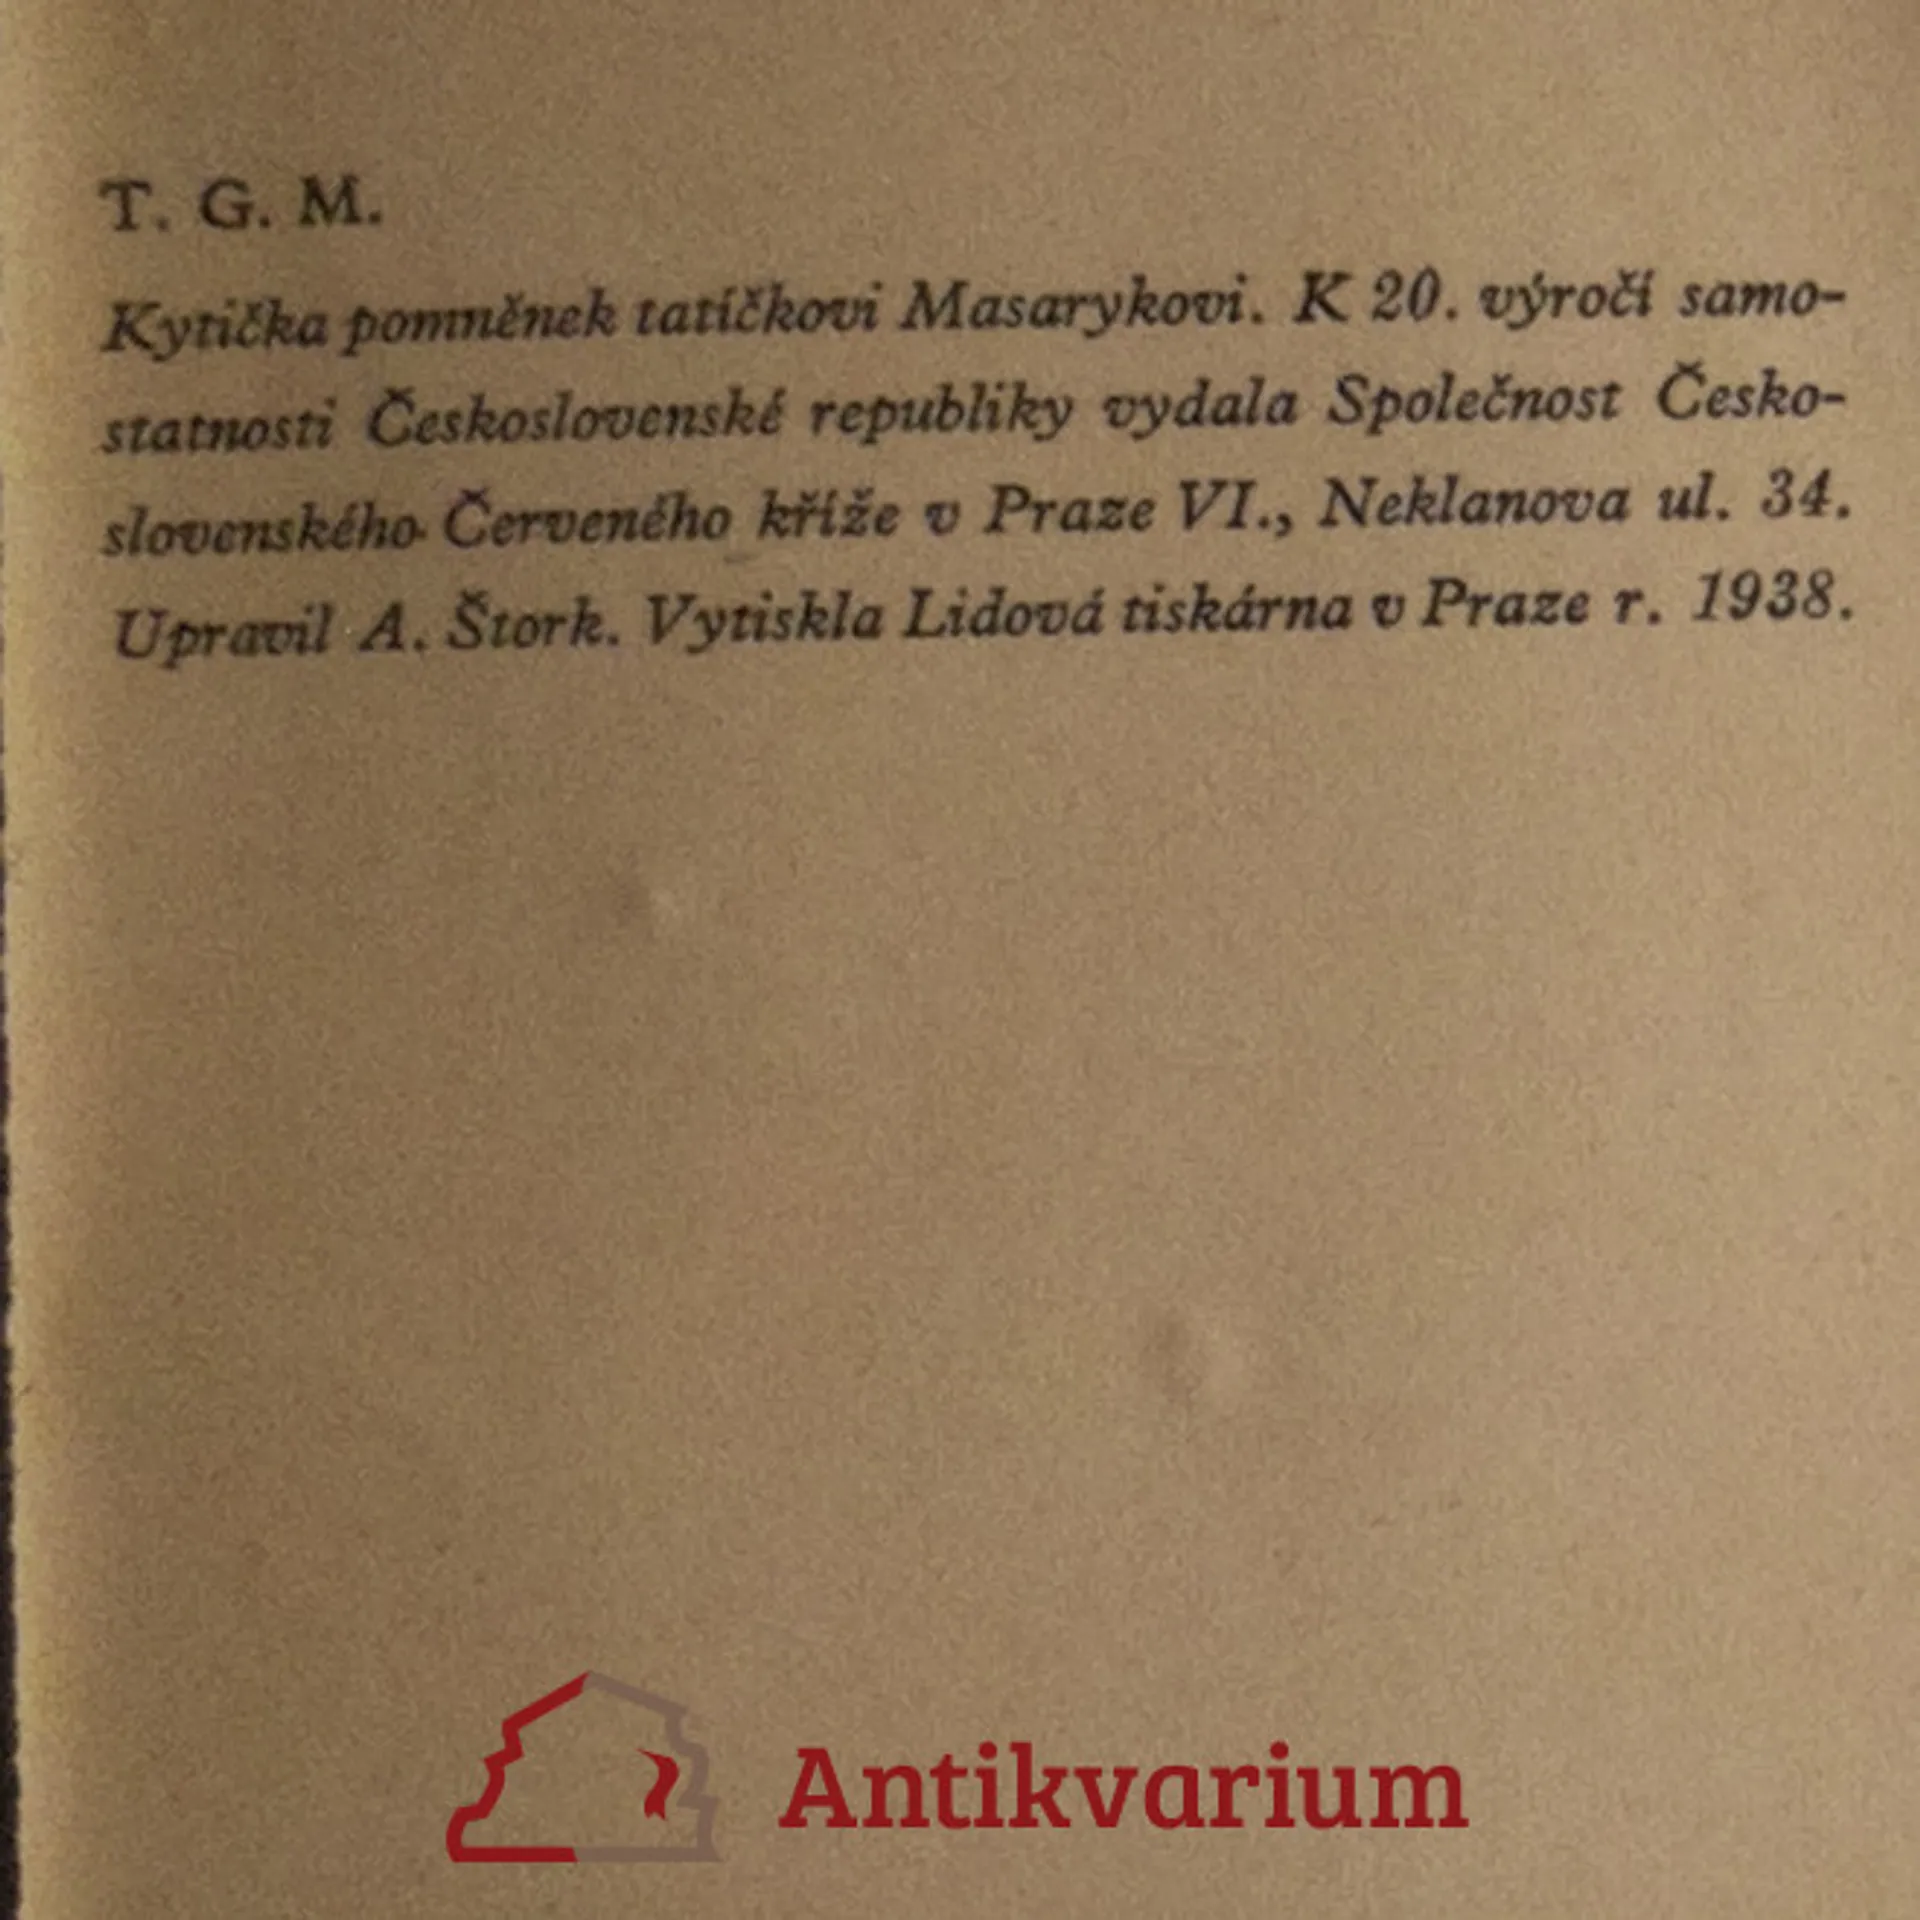 T. G. M.
Kytička pomněnek tatíčkovi Masarykovi. K 20. výročí samo-
statnosti Československé republiky vydala Společnost Česko-
slovenského Červeného kříže v Praze VI., Neklanova ul. 34.
Upravil A. Štork. Vytiskla Lidová tiskárna v Praze r. 1938.
Antikvarium